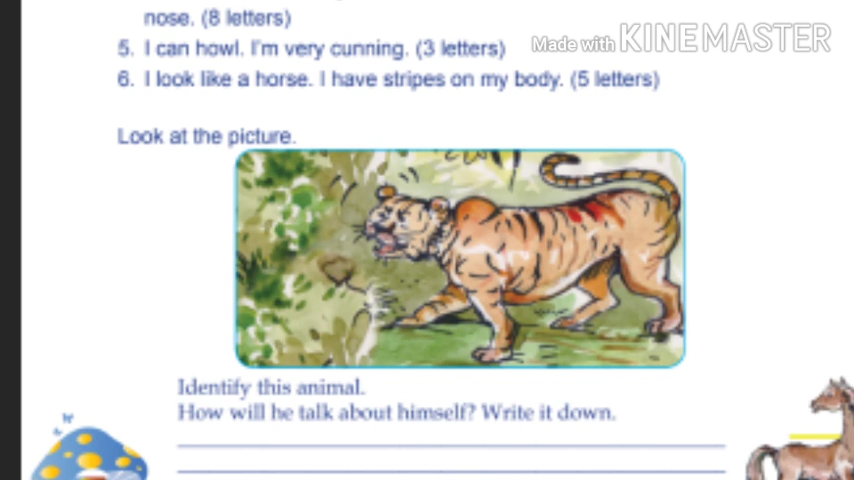 nose. (8 letters)
5. I can howl. I'm very cunning. (3 letters)
Made with KINEMASTER
6. I look like a horse. I have stripes on my body. (5 letters)
Look at the picture.
Identify this animal.
How will he talk about himself? Write it down.